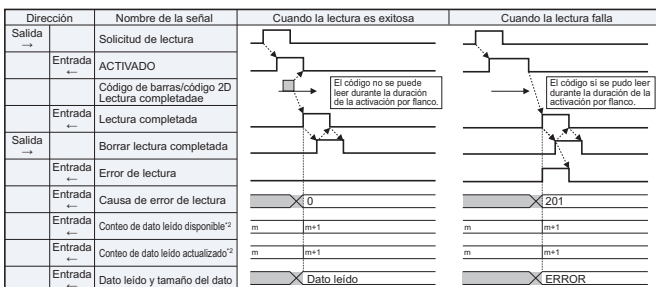 Dirección Nombre de la señal Cuando la lectura es exitosa Cuando la lectura falla
Salida → Solicitud de lectura
Entrada ← ACTIVADO
Código de barras/código 2D
Lectura completadae
El código no se puede
leer durante la duración
de la activación por flanco.
El código sí se pudo leer
durante la duración de la
activación por flanco.
Entrada ← Lectura completada
Salida → Borrar lectura completada
Entrada ← Error de lectura
Entrada ← Causa de error de lectura 0 201
Entrada ← Conteo de dato leído disponible*2 m m+1 m m+1
Entrada ← Conteo de dato leído actualizado*2 m m+1 m m+1
Entrada ← Dato leído y tamaño del dato Dato leído ERROR